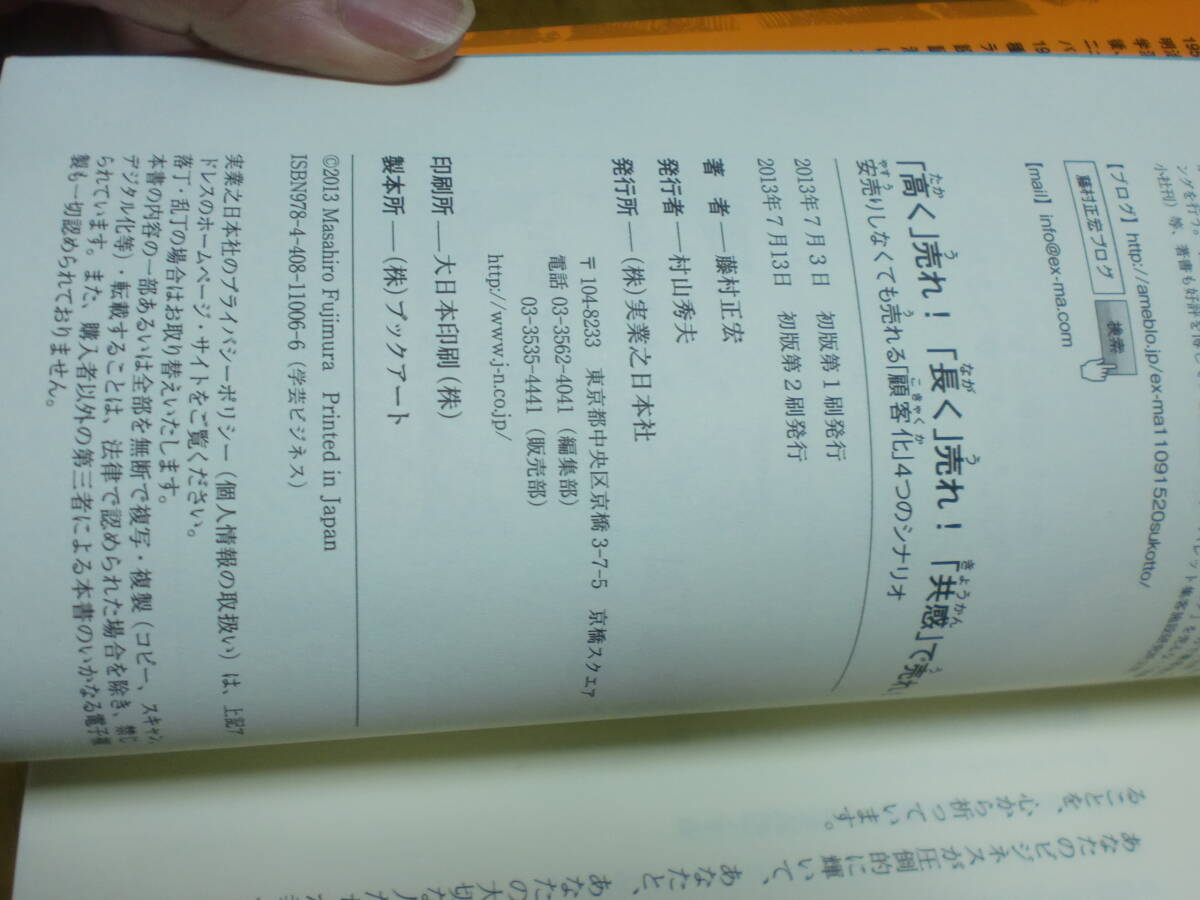 【ブログ】http://ameblo.jp/ex-ma11091520sukotto/
藤村正宏ブログ 検索
【mail】info@ex-ma.com
「高く」売れ！「長く」売れ！「共感」で売れ
安売りしなくても売れる「顧客化」4つのシナリオ
2013年7月3日 初版第1刷発行
2013年7月13日 初版第2刷発行
著 者——藤村正宏
発行者——村山秀夫
発行所——（株）実業之日本社
〒104-8233 東京都中央区京橋3-7-5 京橋スクエア
電話 03-3562-4041（編集部）
03-3535-4441（販売部）
http://www.j-n.co.jp/
印刷所——大日本印刷（株）
製本所——（株）ブックアート
©2013 Masahiro Fujimura Printed in Japan
ISBN978-4-408-11006-6（学芸ビジネス）
実業之日本社のプライバシーポリシー（個人情報の取扱い）は、上記ア
ドレスのホームページ・サイトをご覧ください。
落丁・乱丁の場合はお取り替えいたします。
本書の内容の一部あるいは全部を無断で複写・複製（コピー、スキャン、
デジタル化等）・転載することは、法律で認められた場合を除き、禁じ
られています。また、購入者以外の第三者による本書のいかなる電子複
製も一切認められておりません。
あなたの大切な人たち
あなたのビジネスが圧倒的に輝いて、あなたと、
ることを、心から祈っています。